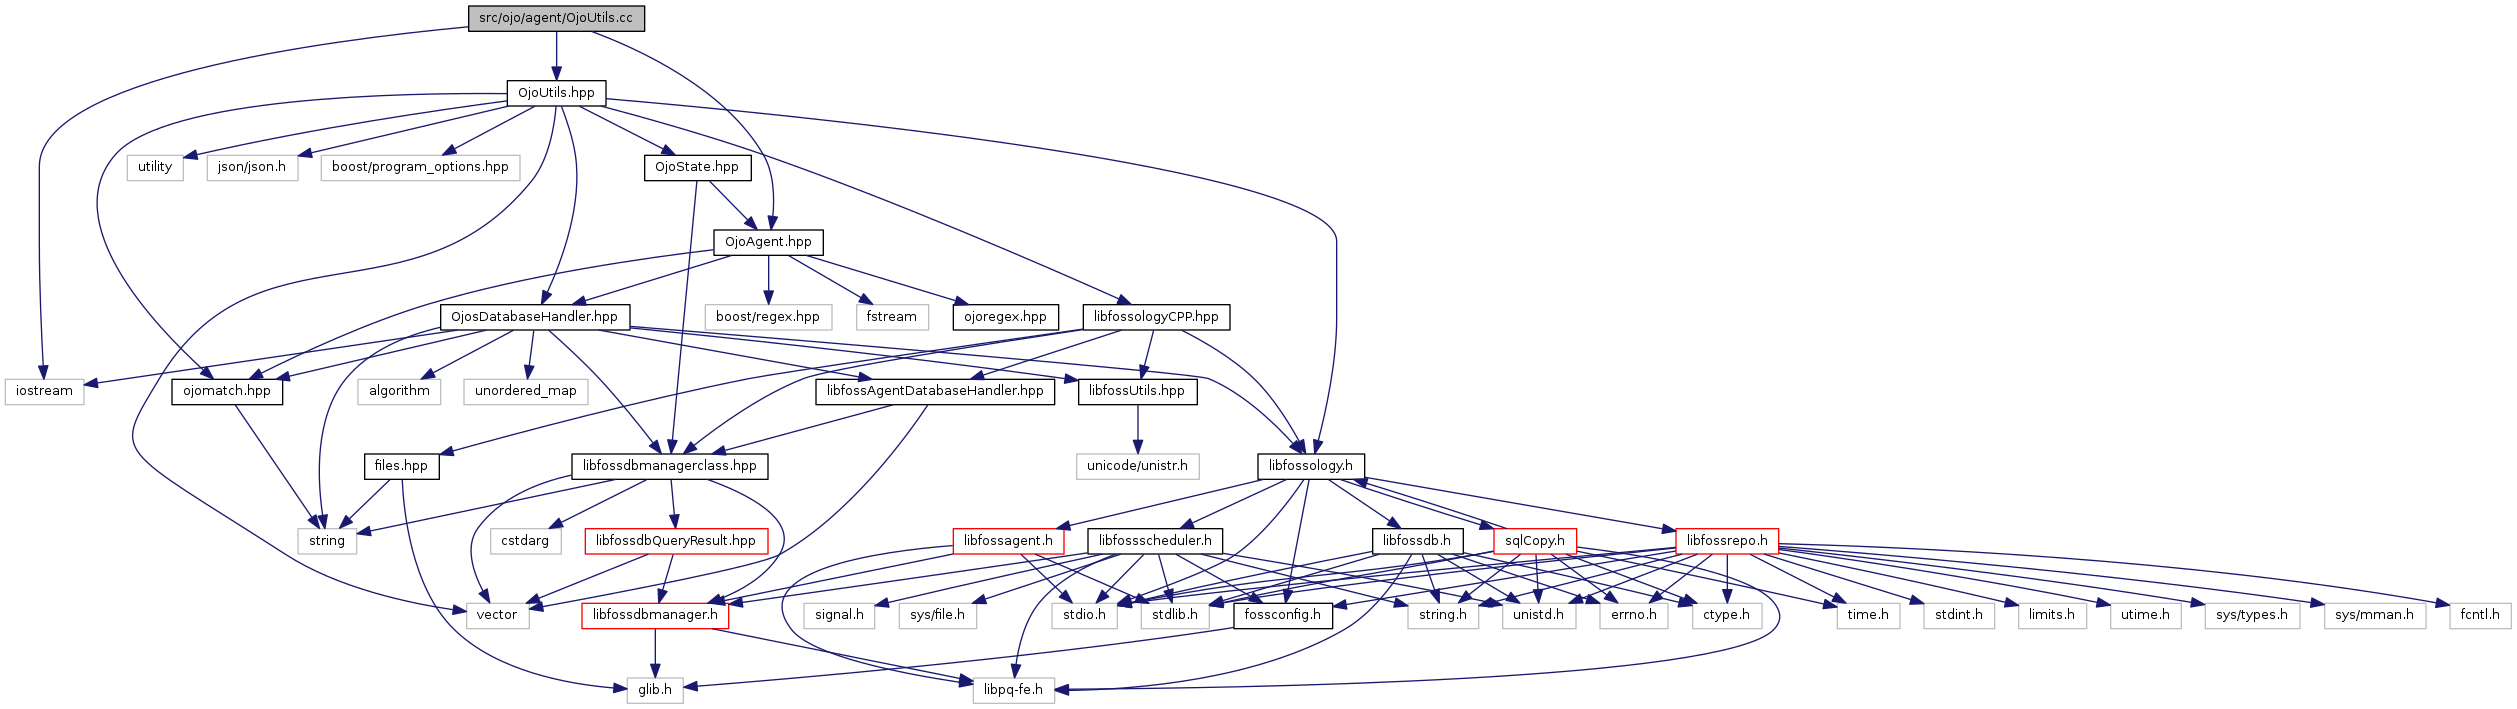 src/ojo/agent/OjoUtils.cc
OjoUtils.hpp
utility
json/json.h
boost/program_options.hpp
OjoState.hpp
OjoAgent.hpp
OjosDatabaseHandler.hpp
boost/regex.hpp
fstream
ojoregex.hpp
libfossologyCPP.hpp
iostream
ojomatch.hpp
algorithm
unordered_map
libfossAgentDatabaseHandler.hpp
libfossUtils.hpp
files.hpp
libfossdbmanagerclass.hpp
unicode/unistr.h
libfossology.h
string
cstdarg
libfossdbQueryResult.hpp
libfossagent.h
libfossscheduler.h
libfossdb.h
sqlCopy.h
libfossrepo.h
vector
libfossdbmanager.h
signal.h
sys/file.h
stdio.h
stdlib.h
fossconfig.h
string.h
unistd.h
errno.h
ctype.h
time.h
stdint.h
limits.h
utime.h
sys/types.h
sys/mman.h
fcntl.h
glib.h
libpq-fe.h